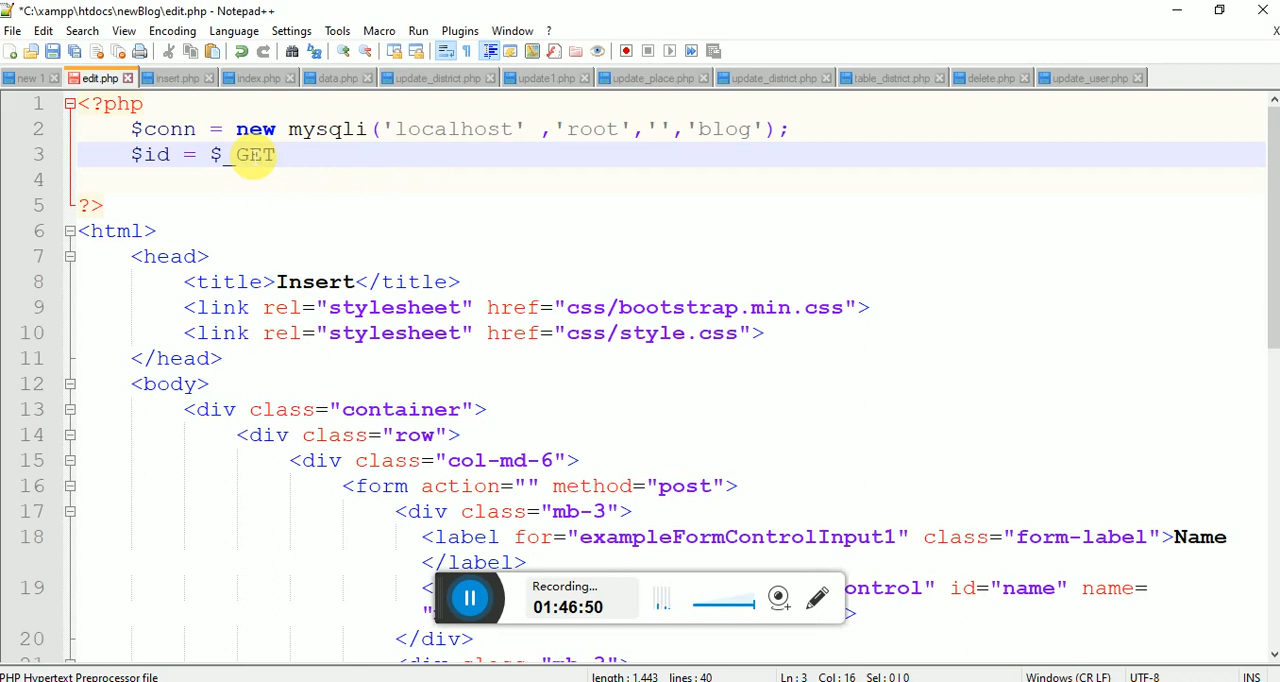 *C:\xampp\htdocs\newBlog\edit.php - Notepad++
File Edit Search View Encoding Language Settings Tools Macro Run Plugins Window ? X
new 1 edit.php insert.php index.php data.php update_district.php update1.php update_place.php update_district.php table_district.php delete.php update_user.php
1 <?php
2 $conn = new mysqli('localhost' ,'root','','blog');
3 $id = $_GET
4
5 ?>
6 <html>
7 <head>
8 <title>Insert</title>
9 <link rel="stylesheet" href="css/bootstrap.min.css">
10 <link rel="stylesheet" href="css/style.css">
11 </head>
12 <body>
13 <div class="container">
14 <div class="row">
15 <div class="col-md-6">
16 <form action="" method="post">
17 <div class="mb-3">
18 <label for="exampleFormControlInput1" class="form-label">Name
</label>
19 < ontrol" id="name" name=
" >
20 </div>
21 <div class="mb-3">
Recording...
01:46:50
PHP Hypertext Preprocessor file length : 1,443 lines : 40 Ln : 3 Col : 16 Sel : 0 | 0 Windows (CR LF) UTF-8 INS